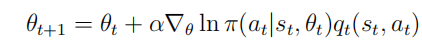 θ_{t+1} = θ_t + α∇_θ ln π(a_t|s_t, θ_t)q_t(s_t, a_t)